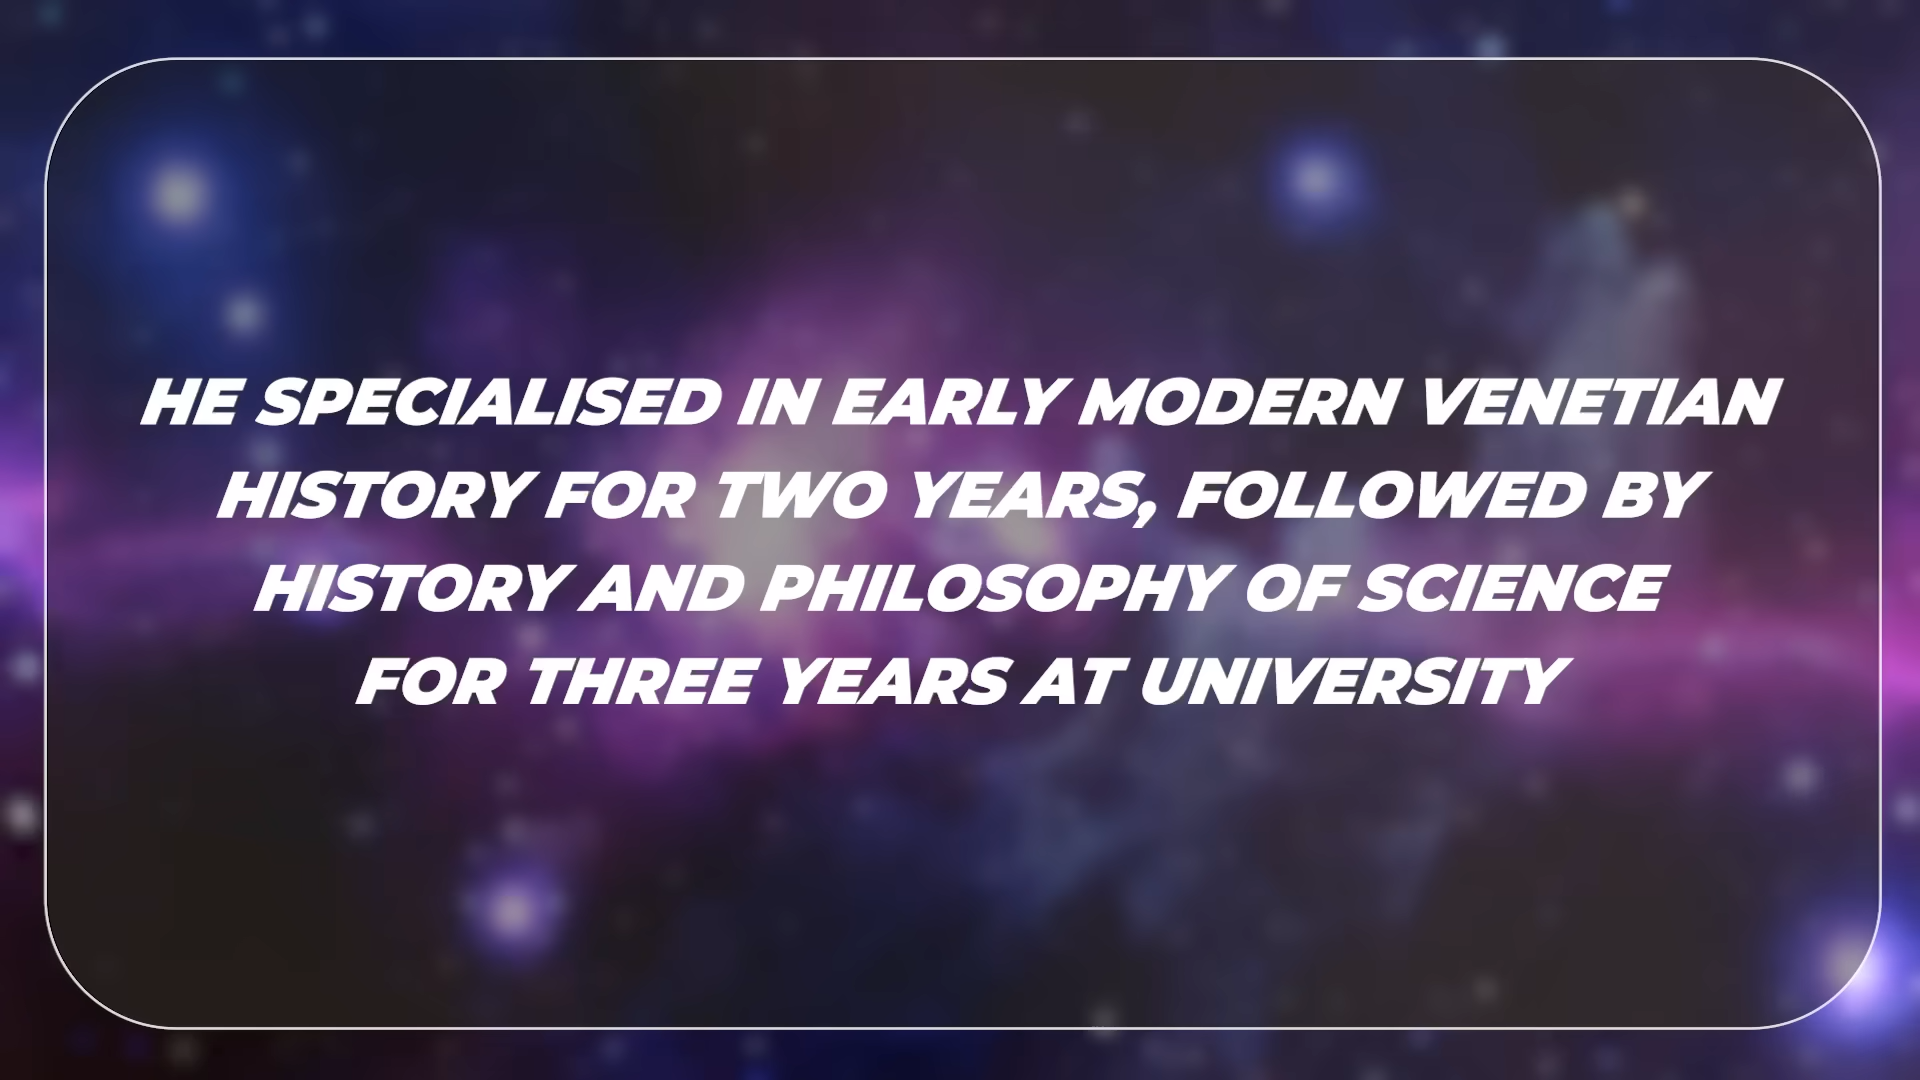 HE SPECIALISED IN EARLY MODERN VENETIAN
HISTORY FOR TWO YEARS, FOLLOWED BY
HISTORY AND PHILOSOPHY OF SCIENCE
FOR THREE YEARS AT UNIVERSITY